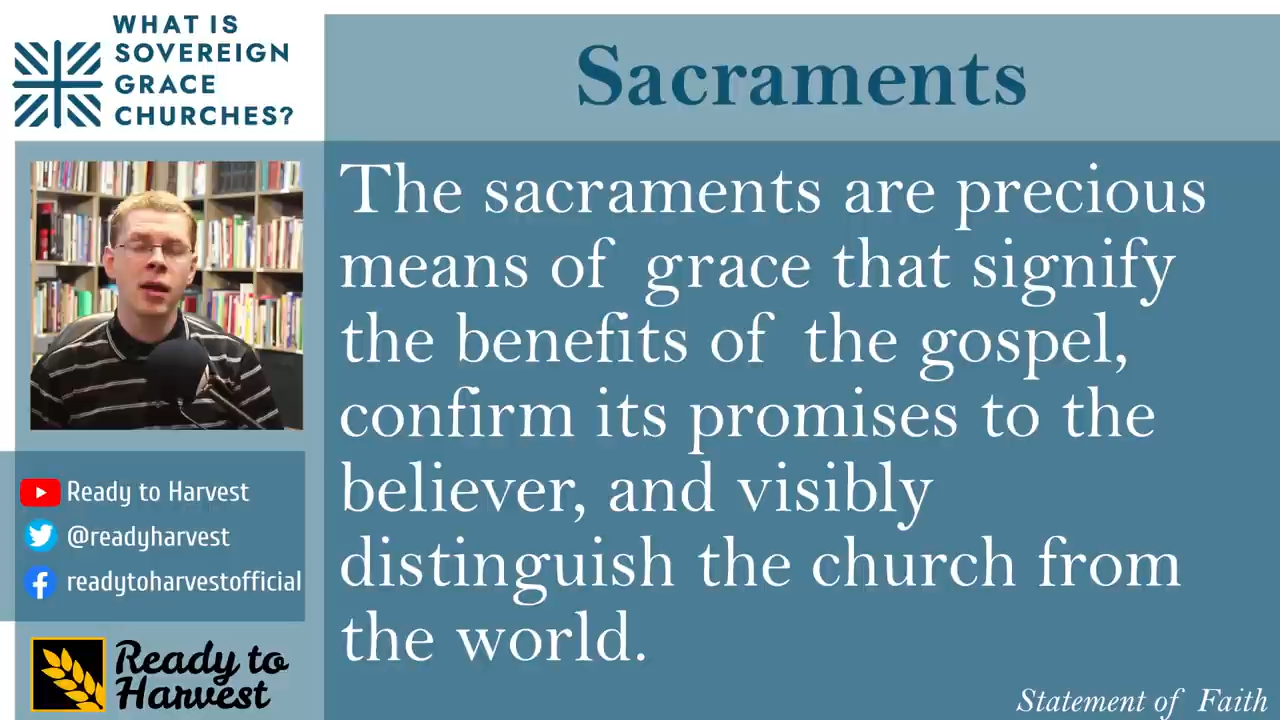 WHAT IS
SOVEREIGN
GRACE
CHURCHES?
Sacraments
The sacraments are precious
means of grace that signify
the benefits of the gospel,
confirm its promises to the
believer, and visibly
distinguish the church from
the world.
Statement of Faith
Ready to Harvest
@readyharvest
readytoharvestofficial
Ready to
Harvest